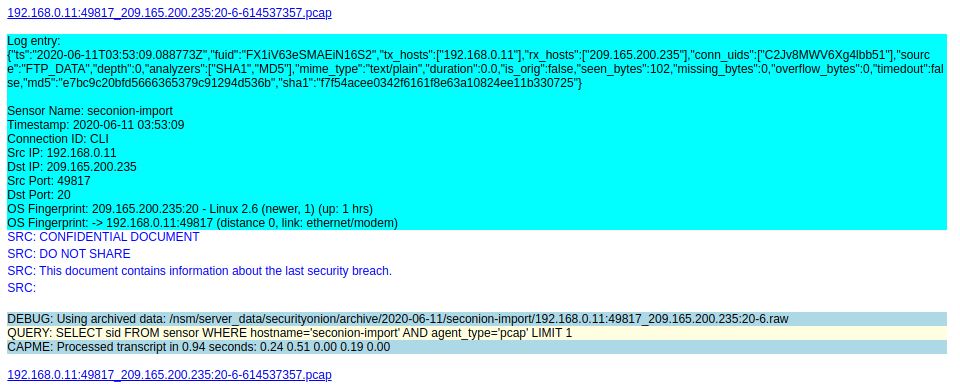 192.168.0.11:49817_209.165.200.235:20-6-614537357.pcap
Log entry:
{"ts":"2020-06-11T03:53:09.088773Z","fuid":"FX1iV63eSMAEiN16S2","tx_hosts":["192.168.0.11"],"rx_hosts":["209.165.200.235"],"conn_uids":["C2Jv8MWV6Xg4lbb51"],"sourc
e":"FTP_DATA","depth":0,"analyzers":["SHA1","MD5"],"mime_type":"text/plain","duration":0.0,"is_orig":false,"seen_bytes":102,"missing_bytes":0,"overflow_bytes":0,"timedout":fal
se,"md5":"e7bc9c20bfd5666365379c91294d536b","sha1":"f7f54acee0342f6161f8e63a10824ee11b330725"}
Sensor Name: seconion-import
Timestamp: 2020-06-11 03:53:09
Connection ID: CLI
Src IP: 192.168.0.11
Dst IP: 209.165.200.235
Src Port: 49817
Dst Port: 20
OS Fingerprint: 209.165.200.235:20 - Linux 2.6 (newer, 1) (up: 1 hrs)
OS Fingerprint: -> 192.168.0.11:49817 (distance 0, link: ethernet/modem)
SRC: CONFIDENTIAL DOCUMENT
SRC: DO NOT SHARE
SRC: This document contains information about the last security breach.
SRC:
DEBUG: Using archived data: /nsm/server_data/securityonion/archive/2020-06-11/seconion-import/192.168.0.11:49817_209.165.200.235:20-6.raw
QUERY: SELECT sid FROM sensor WHERE hostname='seconion-import' AND agent_type='pcap' LIMIT 1
CAPME: Processed transcript in 0.94 seconds: 0.24 0.51 0.00 0.19 0.00
192.168.0.11:49817_209.165.200.235:20-6-614537357.pcap